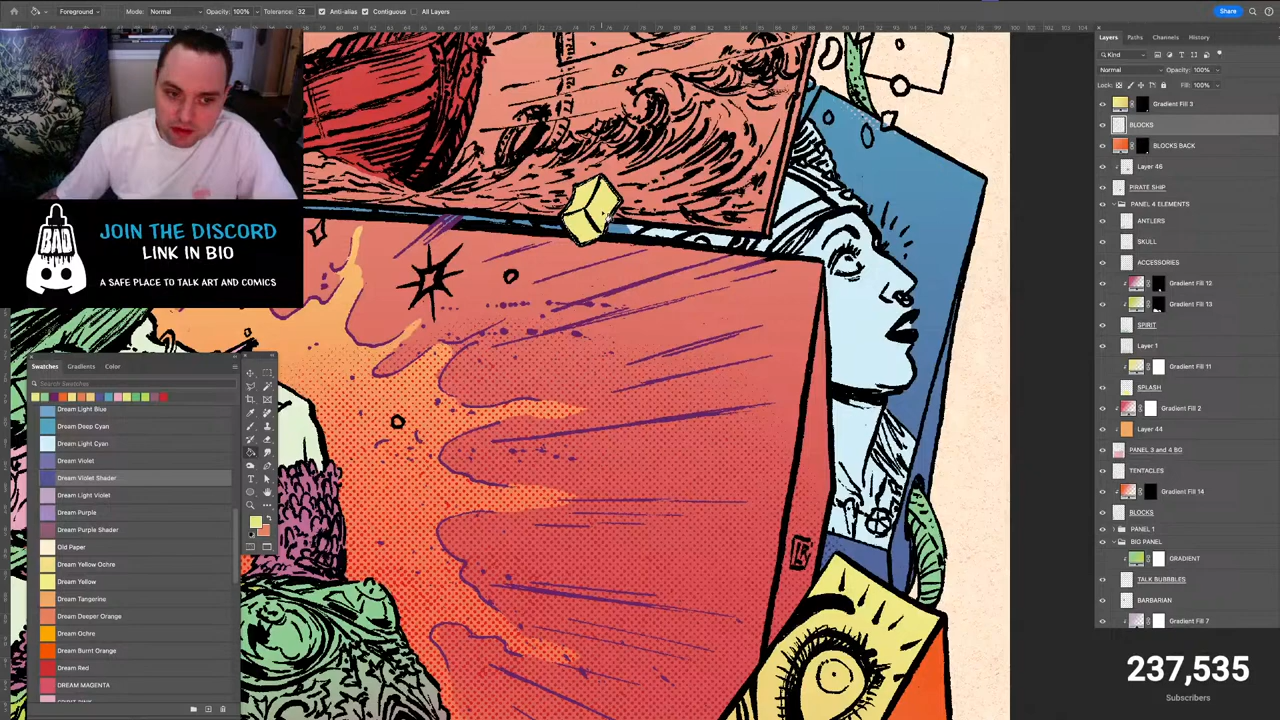 Foreground
Mode: Normal
Opacity: 100%
Tolerance: 32
Anti-alias
Contiguous
All Layers
Share
BAD
JOIN THE DISCORD
LINK IN BIO
A SAFE PLACE TO TALK ART AND COMICS
Swatches Gradients Color
Search Swatches
Dream Light Blue
Dream Deep Cyan
Dream Light Cyan
Dream Violet
Dream Violet Shader
Dream Light Violet
Dream Purple
Dream Purple Shader
Old Paper
Dream Yellow Ochre
Dream Yellow
Dream Tangerine
Dream Deeper Orange
Dream Ochre
Dream Burnt Orange
Dream Red
DREAM MAGENTA
Layers Paths Channels History
Kind
Normal Opacity: 100%
Lock: Fill: 100%
Gradient Fill 3
BLOCKS
BLOCKS BACK
Layer 46
PIRATE SHIP
PANEL 4 ELEMENTS
ANTLERS
SKULL
ACCESSORIES
Gradient Fill 12
Gradient Fill 13
SPIRIT
Layer 1
Gradient Fill 11
SPLASH
Gradient Fill 2
Layer 44
PANEL 3 and 4 BG
TENTACLES
Gradient Fill 14
BLOCKS
PANEL 1
BIG PANEL
GRADIENT
TALK BUBBBLES
BARBARIAN
Gradient Fill 7
237,535
Subscribers